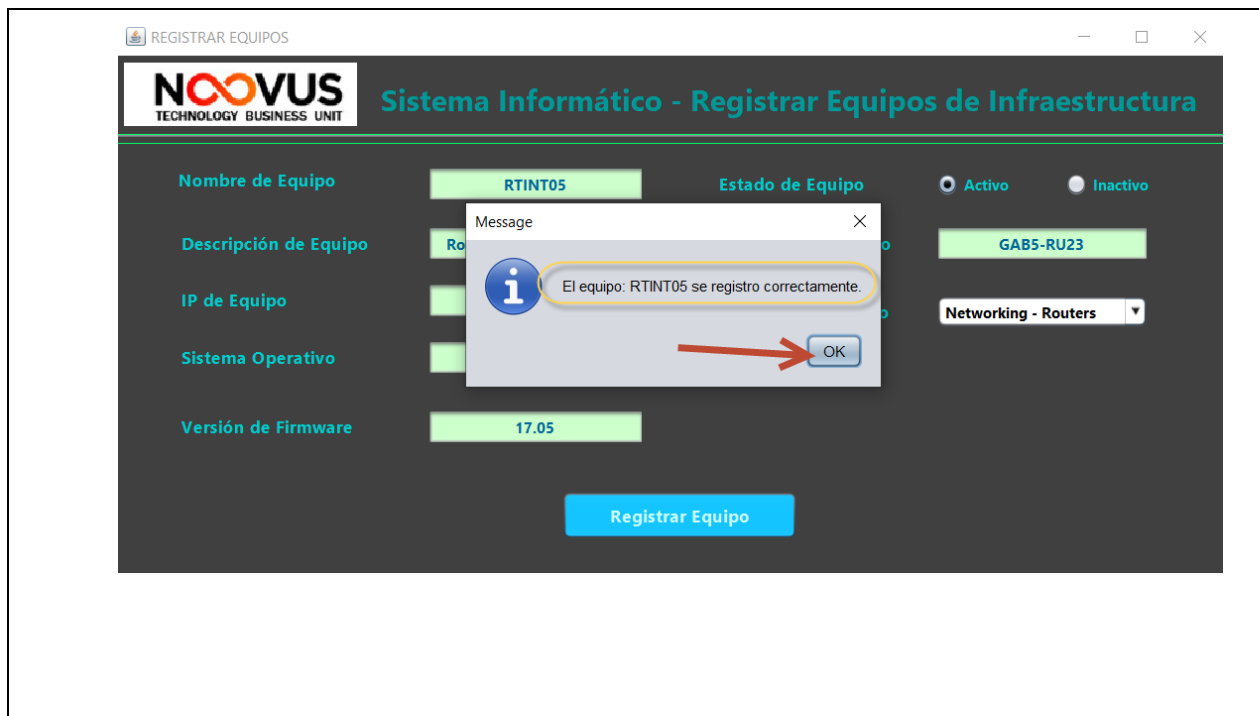 REGISTRAR EQUIPOS
NOOVUS
TECHNOLOGY BUSINESS UNIT
Sistema Informático - Registrar Equipos de Infraestructura
Nombre de Equipo
RTINT05
Estado de Equipo
Activo
Inactivo
Message
Descripción de Equipo
GAB5-RU23
El equipo: RTINT05 se registro correctamente.
IP de Equipo
Networking - Routers
OK
Sistema Operativo
Versión de Firmware
17.05
Registrar Equipo